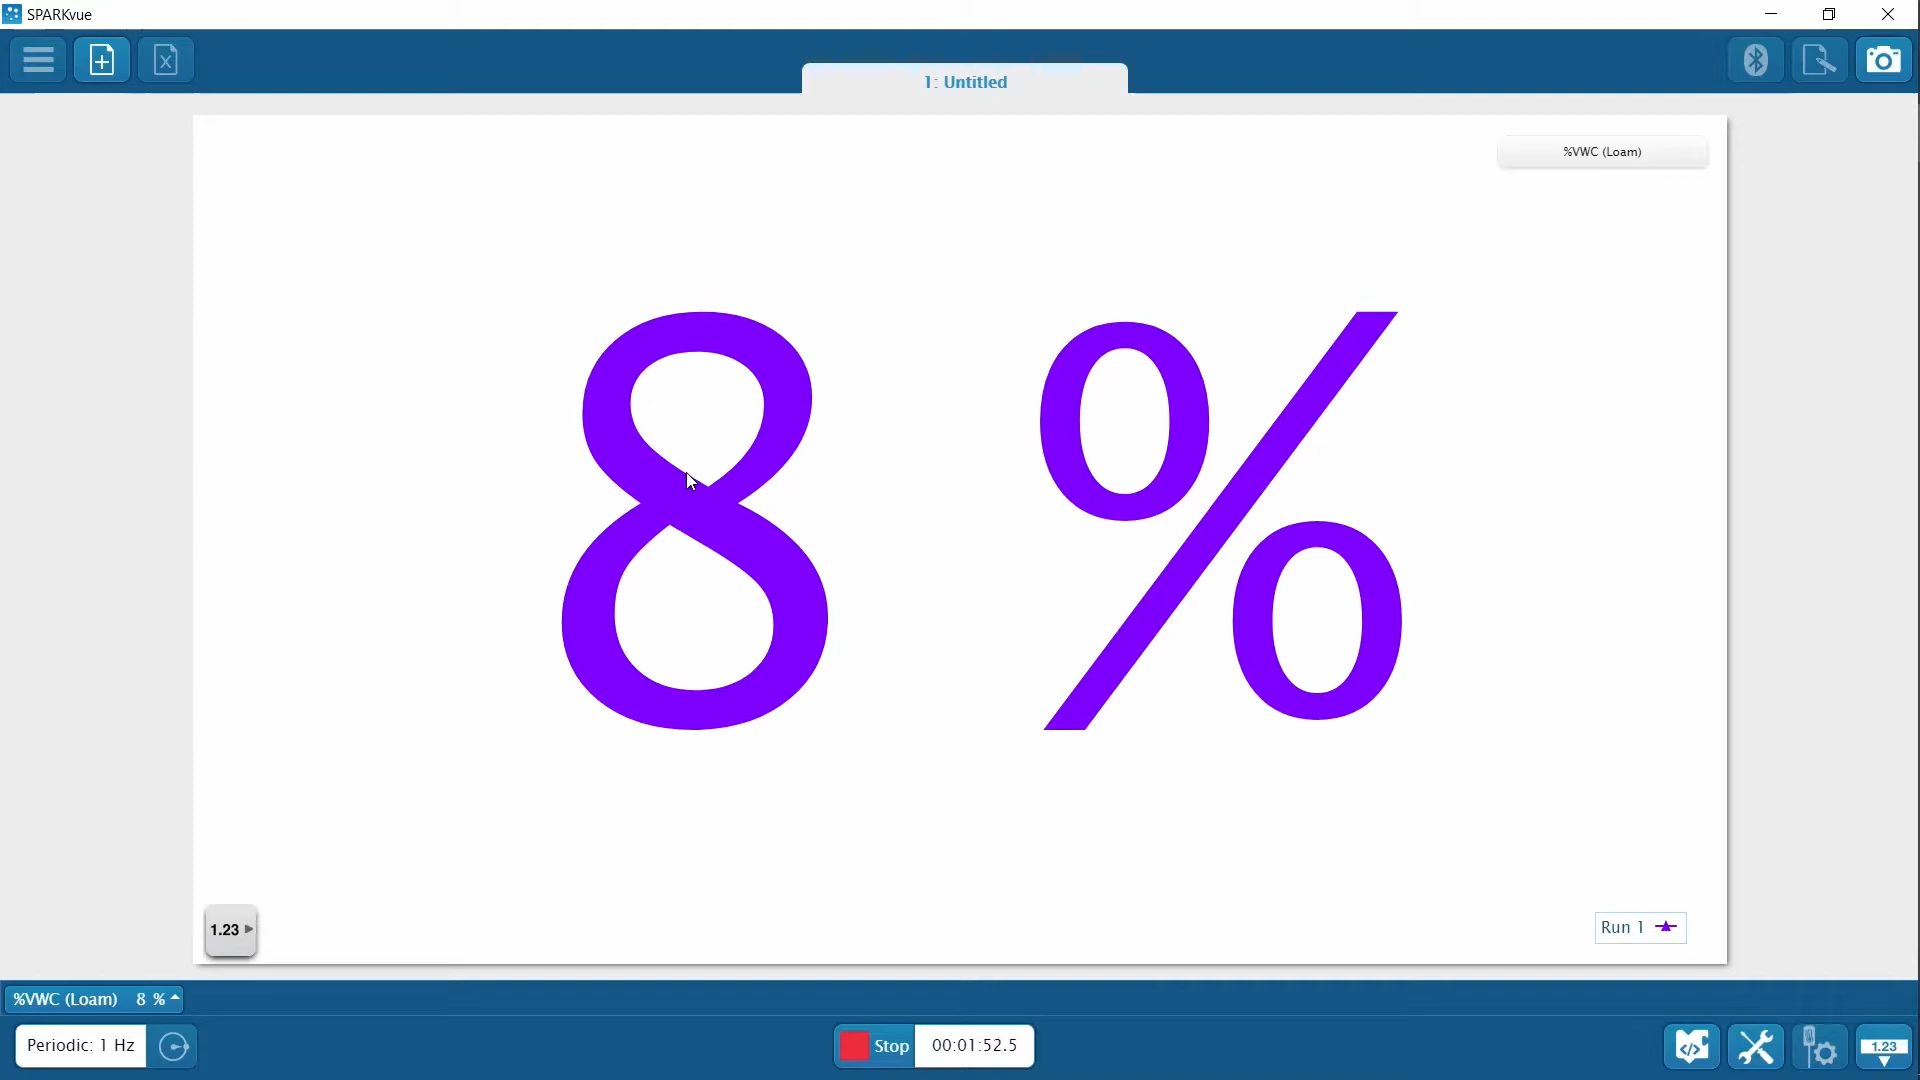 SPARKvue
1: Untitled
%VWC (Loam)
8 %
1.23
Run 1
%VWC (Loam) 8 %
Periodic: 1 Hz
Stop 00:01:52.5
1.23